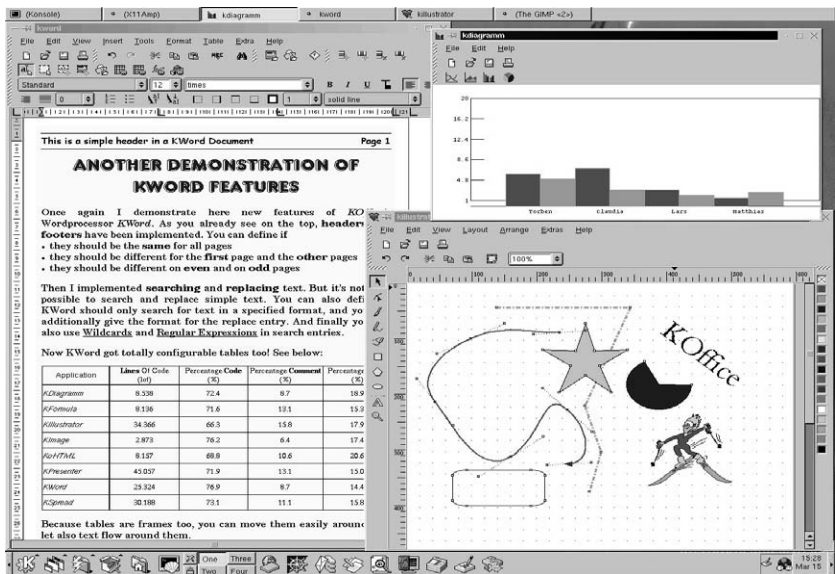 (Konsole) (X11Amp) kdiagramm kword killustrator (The GIMP <2>)
kword
File Edit View Insert Tools Format Table Extra Help
Standard 12 times B I U
0 1 solid line
This is a simple header in a KWord Document Page 1
ANOTHER DEMONSTRATION OF
KWORD FEATURES
Once again I demonstrate here new features of
Wordprocessor KWord. As you already see on the top, header
footers have been implemented. You can define if
• they should be the same for all pages
• they should be different for the first page and the other pages
• they should be different on even and on odd pages
Then I implemented searching and replacing text. But it's not
possible to search and replace simple text. You can also defi
KWord should only search for text in a specified format, and yo
additionally give the format for the replace entry. And finally yo
also use Wildcards and Regular Expressions in search entries.
Now KWord got totally configurable tables too! See below:
Application Lines Of Code (lof) Percentage Code (%) Percentage Comment (%) Percentage (%)
KDiagramm 8.538 72.4 8.7 18.9
KFormula 8.136 71.6 13.1 15.3
KIllustrator 34.366 66.3 15.8 17.9
KImage 2.873 76.2 6.4 17.4
KoHTML 8.157 68.8 10.6 20.6
KPresenter 45.057 71.9 13.1 15.0
KWord 25.324 76.9 8.7 14.4
KSpread 30.188 73.1 11.1 15.8
Because tables are frames too, you can move them easily around
let also text flow around them.
kdiagramm
File Edit Help
20
16.2
12.4
8.6
4.8
1
Torben Claudia Lars matthias
File Edit View Layout Arrange Extras Help
100%
0 100 200 300 400
KOffice
One Three
Two Four
15:28
Mar 15